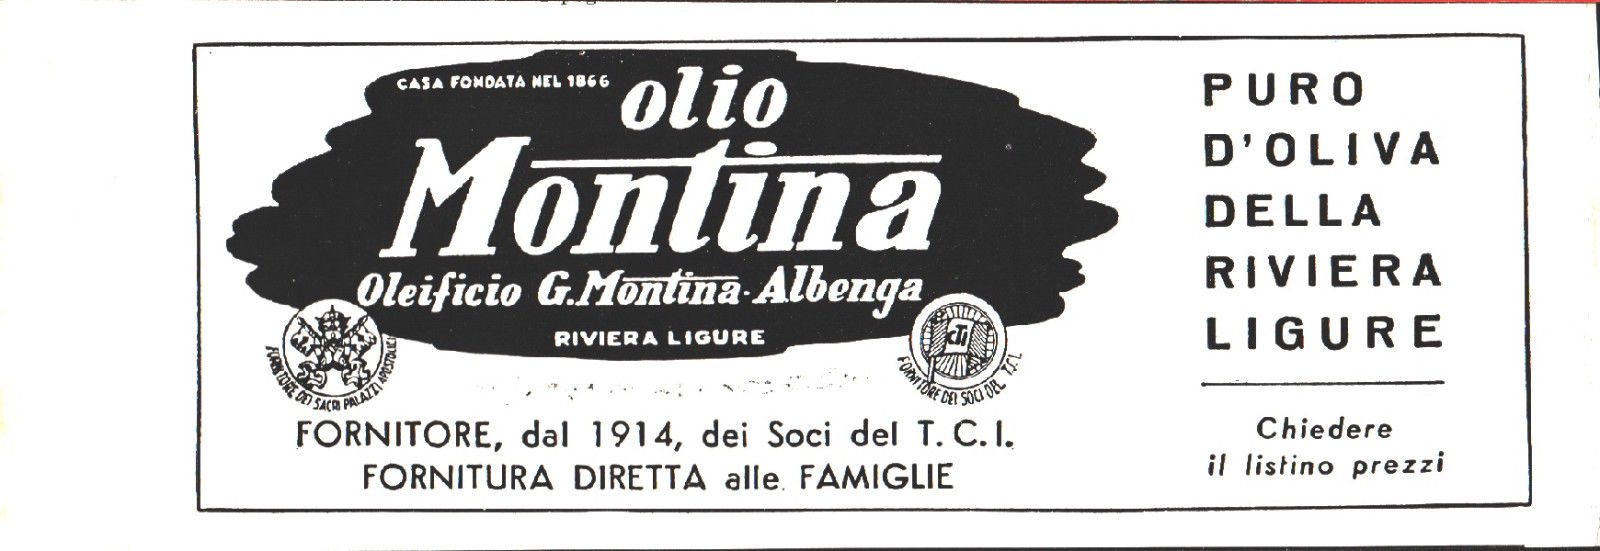 CASA FONDATA NEL 1866
olio
Montina
Oleificio G. Montina - Albenga
RIVIERA LIGURE
FORNITORE DEI SACRI PALAZZI APOSTOLICI
CTI
FORNITORE DEI SOCI DEL T.C.I.
FORNITORE, dal 1914, dei Soci del T.C.I.
FORNITURA DIRETTA alle FAMIGLIE
PURO
D'OLIVA
DELLA
RIVIERA
LIGURE
Chiedere
il listino prezzi